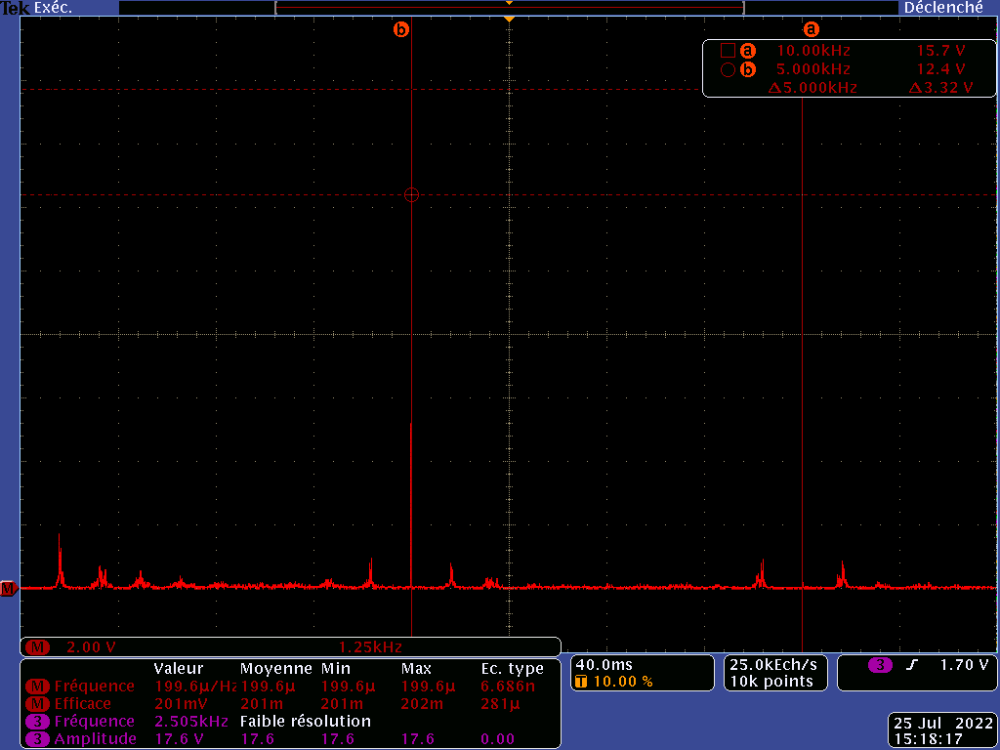 Tek Exéc. Déclenché
b a
a 10.00kHz 15.7 V
b 5.000kHz 12.4 V
Δ5.000kHz Δ3.32 V
M
M 2.00 V 1.25kHz
Valeur Moyenne Min Max Ec. type
M Fréquence 199.6µ/Hz 199.6µ 199.6µ 199.6µ 6.686n
M Efficace 201mV 201m 201m 202m 281µ
3 Fréquence 2.505kHz Faible résolution
3 Amplitude 17.6 V 17.6 17.6 17.6 0.00
40.0ms
T 10.00 %
25.0kEch/s
10k points
3 1.70 V
25 Jul 2022
15:18:17